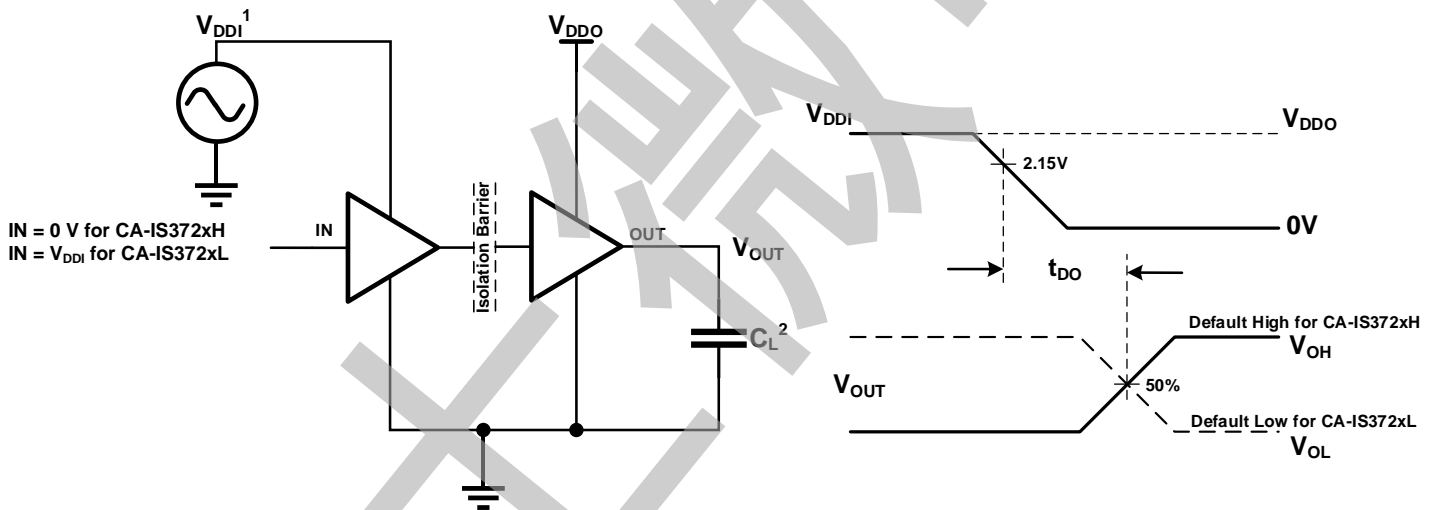 VDDI1
VDDO
IN = 0 V for CA-IS372xH
IN = VDDI for CA-IS372xL
IN
Isolation Barrier
OUT
VOUT
CL2
VDDI
VDDO
2.15V
0V
tDO
Default High for CA-IS372xH
VOH
VOUT
50%
Default Low for CA-IS372xL
VOL